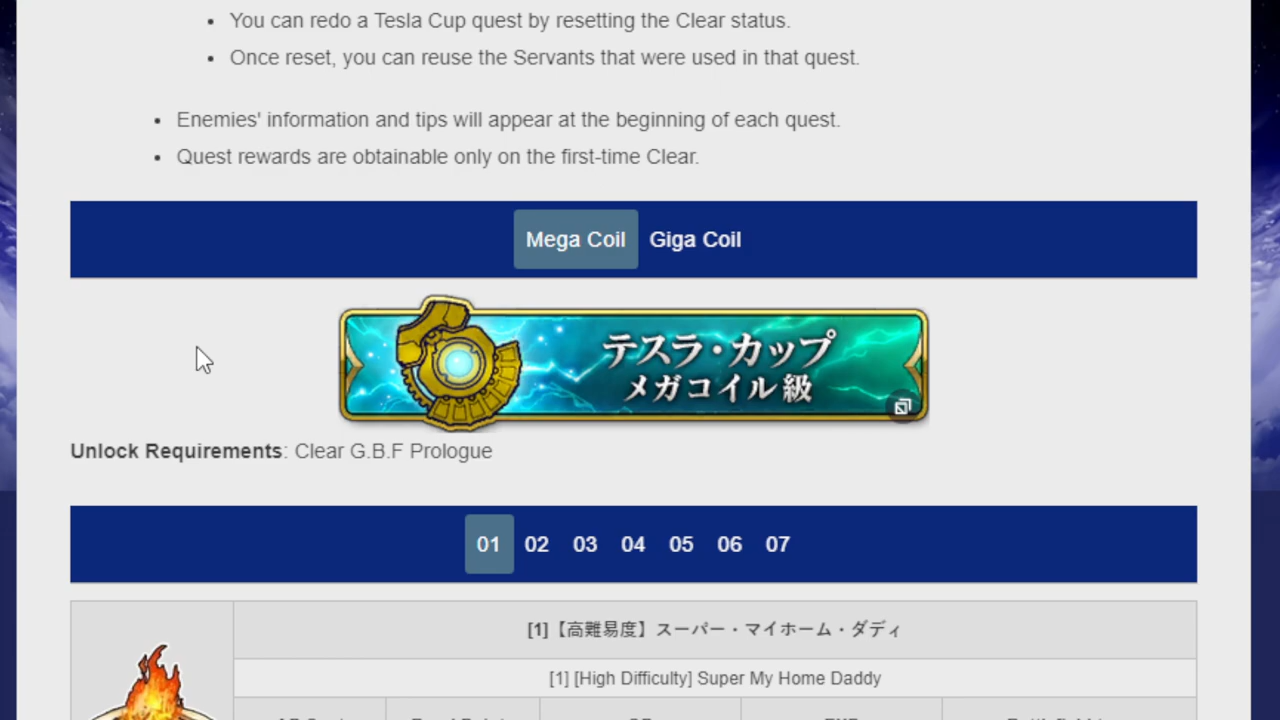 You can redo a Tesla Cup quest by resetting the Clear status.
Once reset, you can reuse the Servants that were used in that quest.
Enemies' information and tips will appear at the beginning of each quest.
Quest rewards are obtainable only on the first-time Clear.
Mega Coil Giga Coil
テスラ・カップ
メガコイル級
Unlock Requirements: Clear G.B.F Prologue
01 02 03 04 05 06 07
[1]【高難易度】スーパー・マイホーム・ダディ
[1] [High Difficulty] Super My Home Daddy